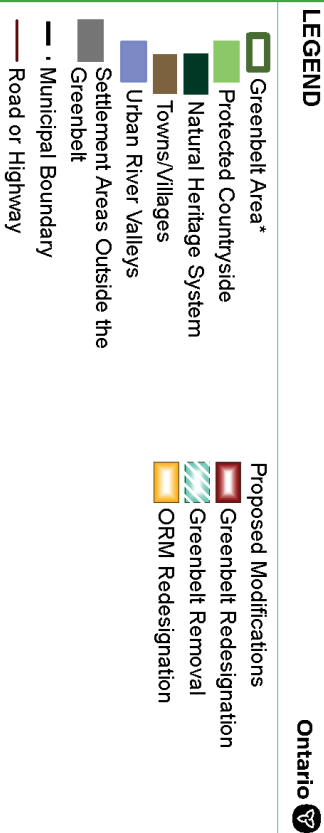 LEGEND
Ontario
Greenbelt Area*
Protected Countryside
Natural Heritage System
Towns/Villages
Urban River Valleys
Settlement Areas Outside the
Greenbelt
Municipal Boundary
Road or Highway
Proposed Modifications
Greenbelt Redesignation
Greenbelt Removal
ORM Redesignation